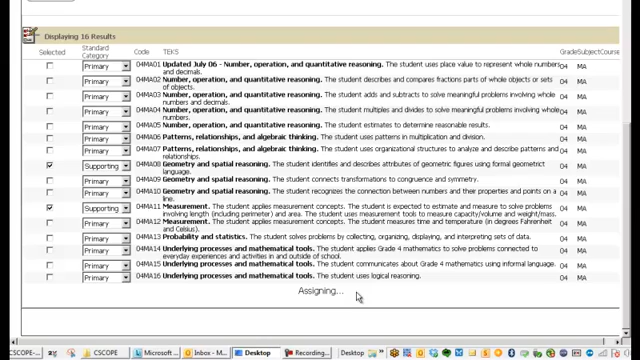 Displaying 16 Results
Selected Standard Category Code TEKS Grade Subject Course
Primary 04MA01 Updated July 06 - Number, operation, and quantitative reasoning. The student uses place value to represent whole numbers 04 MA
and decimals.
Primary 04MA02 Number, operation, and quantitative reasoning. The student describes and compares fractions parts of whole objects or sets 04 MA
of objects.
Primary 04MA03 Number, operation, and quantitative reasoning. The student adds and subtracts to solve meaningful problems involving whole 04 MA
numbers and decimals.
Primary 04MA04 Number, operation, and quantitative reasoning. The student multiplies and divides to solve meaningful problems involving whole 04 MA
numbers.
Primary 04MA05 Number, operation, and quantitative reasoning. The student estimates to determine reasonable results. 04 MA
Primary 04MA06 Patterns, relationships, and algebraic thinking. The student uses patterns in multiplication and division. 04 MA
Primary 04MA07 Patterns, relationships, and algebraic thinking. The student uses organizational structures to analyze and describe patterns and 04 MA
relationships.
Supporting 04MA08 Geometry and spatial reasoning. The student identifies and describes attributes of geometric figures using formal geometrict 04 MA
language.
Primary 04MA09 Geometry and spatial reasoning. The student connects transformations to congruence and symmetry. 04 MA
Primary 04MA10 Geometry and spatial reasoning. The student recognizes the connection between numbers and their properties and points on a 04 MA
line.
Supporting 04MA11 Measurement. The student applies measurement concepts. The student is expected to estimate and measure to solve problems 04 MA
involving length (including perimeter) and area. The student uses measurement tools to measure capacity/volume and weight/mass.
Primary 04MA12 Measurement. The student applies measurement concepts. The student measures time and temperature (in degrees Fahrenheit 04 MA
and Celsius).
Primary 04MA13 Probability and statistics. The student solves problems by collecting, organizing, displaying, and interpreting sets of data. 04 MA
Primary 04MA14 Underlying processes and mathematical tools. The student applies Grade 4 mathematics to solve problems connected to 04 MA
everyday experiences and activities in and outside of school.
Primary 04MA15 Underlying processes and mathematical tools. The student communicates about Grade 4 mathematics using informal language. 04 MA
Primary 04MA16 Underlying processes and mathematical tools. The student uses logical reasoning. 04 MA
Assigning...
CSCOPE-... CSCOPE Microsoft ... Inbox - M... Desktop Recording... Desktop 12:33 PM